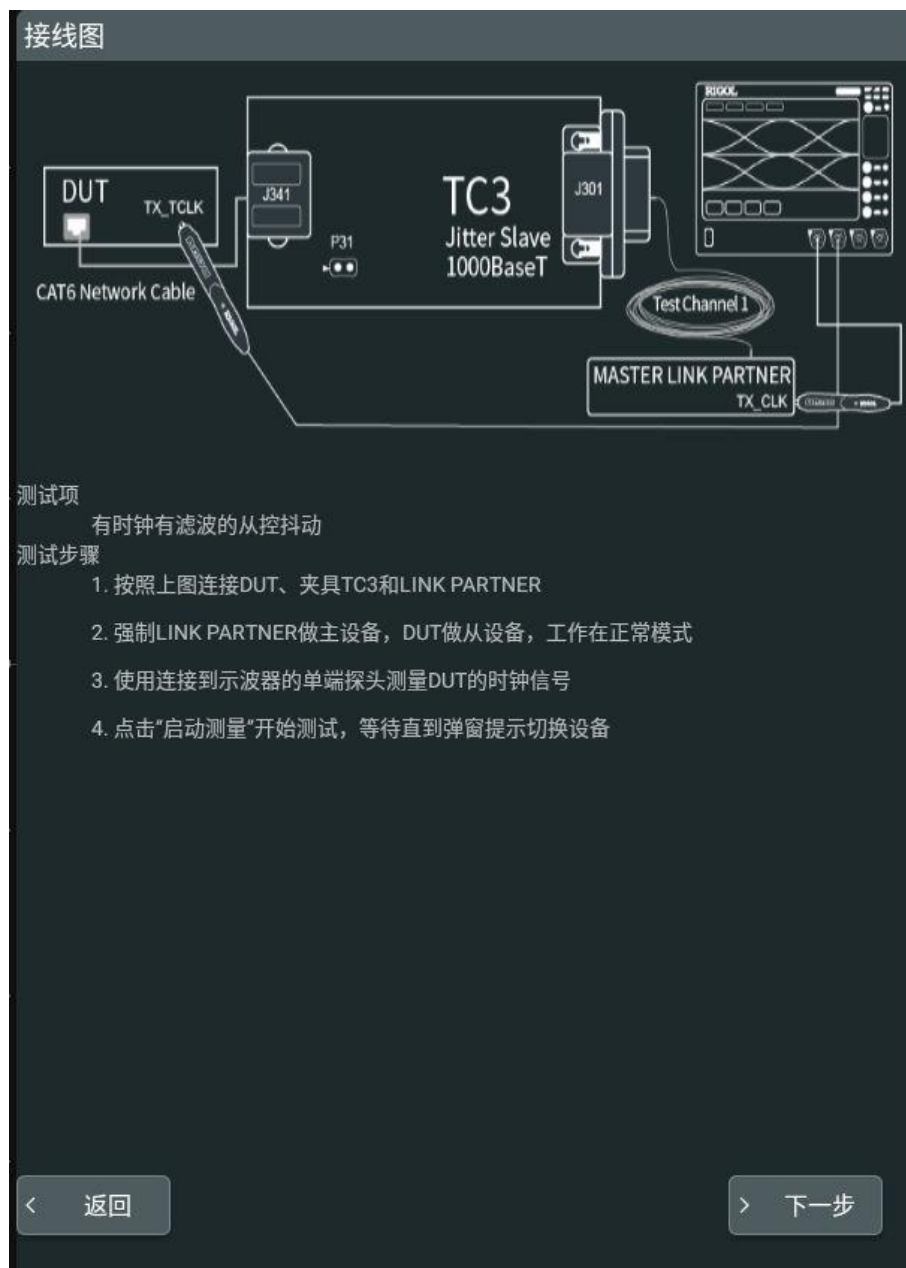 接线图
RIGOL
DUT
TX_TCLK
J341
P31
TC3
Jitter Slave
1000BaseT
J301
CAT6 Network Cable
Test Channel 1
MASTER LINK PARTNER
TX_CLK
测试项
有时钟有滤波的从控抖动
测试步骤
1. 按照上图连接DUT、夹具TC3和LINK PARTNER
2. 强制LINK PARTNER做主设备，DUT做从设备，工作在正常模式
3. 使用连接到示波器的单端探头测量DUT的时钟信号
4. 点击“启动测量”开始测试，等待直到弹窗提示切换设备
< 返回
> 下一步